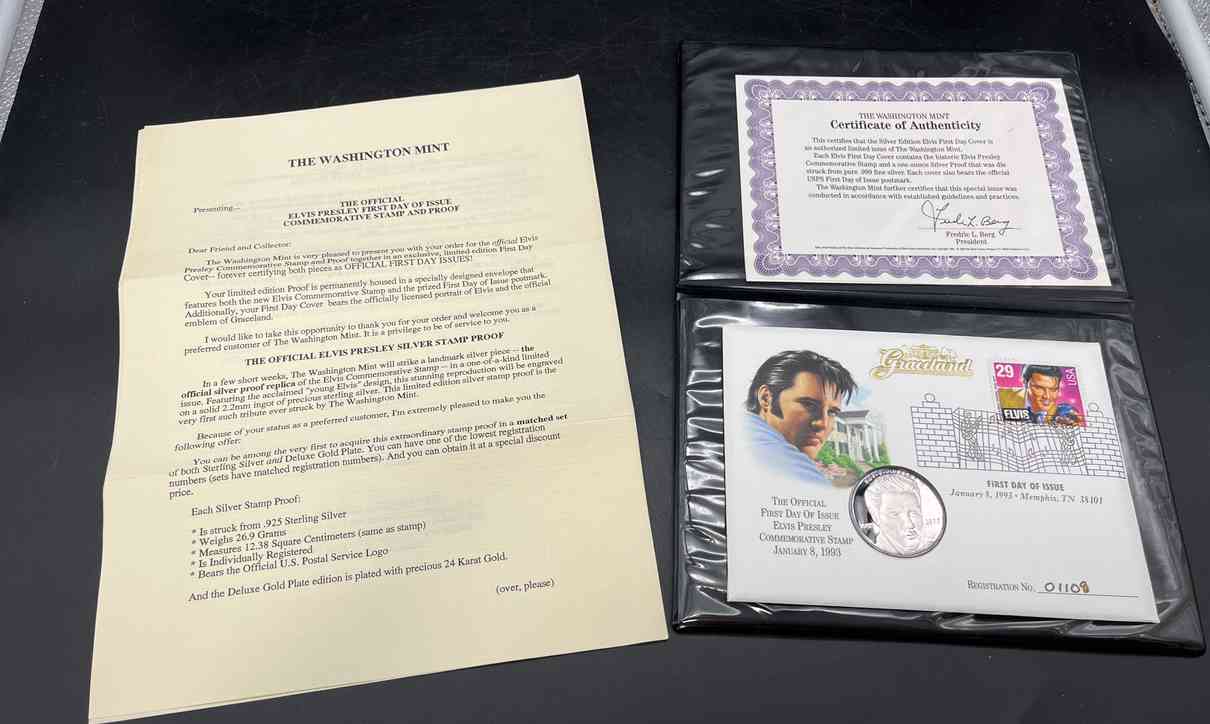 THE WASHINGTON MINT
Presenting--
THE OFFICIAL
ELVIS PRESLEY FIRST DAY OF ISSUE
COMMEMORATIVE STAMP AND PROOF
Dear Friend and Collector:
The Washington Mint is very pleased to present you with your order for the official Elvis
Presley Commemorative Stamp and Proof together in an exclusive, limited edition First Day
Cover-- forever certifying both pieces as OFFICIAL FIRST DAY ISSUES!
Your limited edition Proof is permanently housed in a specially designed envelope that
features both the new Elvis Commemorative Stamp and the prized First Day of Issue postmark.
Additionally, your First Day Cover bears the officially licensed portrait of Elvis and the official
emblem of Graceland.
I would like to take this opportunity to thank you for your order and welcome you as a
preferred customer of The Washington Mint. It is a privilege to be of service to you.
THE OFFICIAL ELVIS PRESLEY SILVER STAMP PROOF
In a few short weeks, The Washington Mint will strike a landmark silver piece -- the
official silver proof replica of the Elvis Commemorative Stamp -- in a one-of-a-kind limited
issue. Featuring the acclaimed "young Elvis" design, this stunning reproduction will be engraved
on a solid 2.2mm ingot of precious sterling silver. This limited edition silver stamp proof is the
very first such tribute ever struck by The Washington Mint.
Because of your status as a preferred customer, I'm extremely pleased to make you the
following offer:
You can be among the very first to acquire this extraordinary stamp proof in a matched set
of both Sterling Silver and Deluxe Gold Plate. You can have one of the lowest registration
numbers (sets have matched registration numbers). And you can obtain it at a special discount
price.
Each Silver Stamp Proof:
* Is struck from .925 Sterling Silver
* Weighs 26.9 Grams
* Measures 12.38 Square Centimeters (same as stamp)
* Is Individually Registered
* Bears the Official U.S. Postal Service Logo
And the Deluxe Gold Plate edition is plated with precious 24 Karat Gold.
(over, please)
THE WASHINGTON MINT
Certificate of Authenticity
This certifies that the Silver Edition Elvis First Day Cover is
an authorized limited issue of The Washington Mint.
Each Elvis First Day Cover contains the historic Elvis Presley
Commemorative Stamp and a one ounce Silver Proof that was die
struck from pure .999 fine silver. Each cover also bears the official
USPS First Day of Issue postmark.
The Washington Mint further certifies that this special issue was
conducted in accordance with established guidelines and practices.
Fredric L. Berg
Fredric L. Berg
President
Graceland
29
USA
ELVIS
FIRST DAY OF ISSUE
January 8, 1993 • Memphis, TN 38101
THE OFFICIAL
FIRST DAY OF ISSUE
ELVIS PRESLEY
COMMEMORATIVE STAMP
JANUARY 8, 1993
REGISTRATION NO. 01109